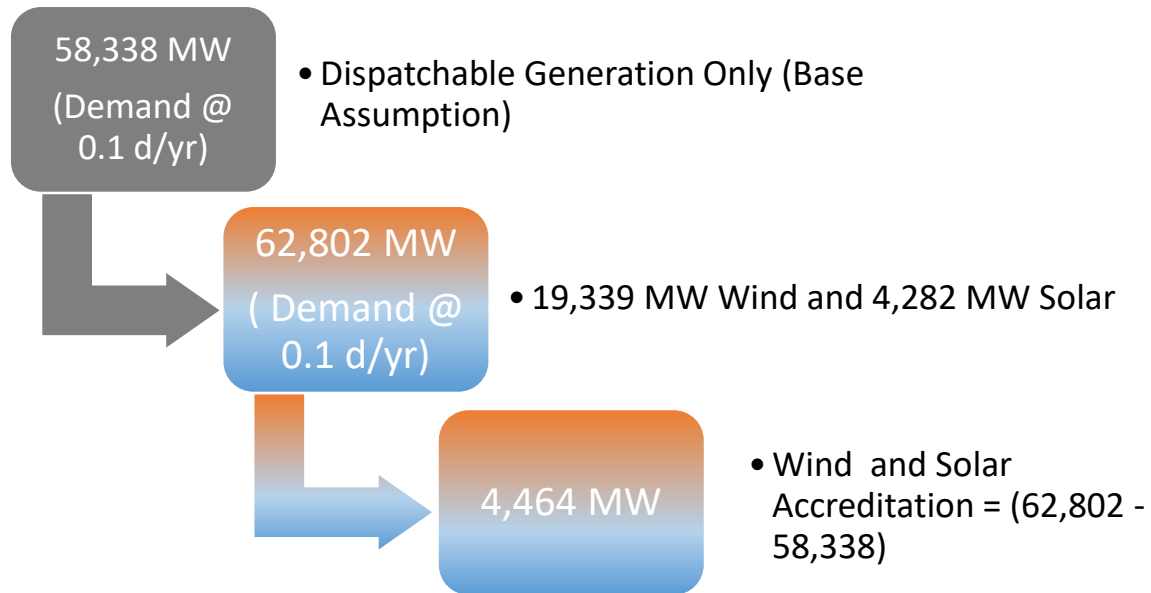 58,338 MW
(Demand @
0.1 d/yr)
• Dispatchable Generation Only (Base
Assumption)
62,802 MW
( Demand @
0.1 d/yr)
• 19,339 MW Wind and 4,282 MW Solar
4,464 MW
• Wind  and Solar
Accreditation = (62,802 -
58,338)